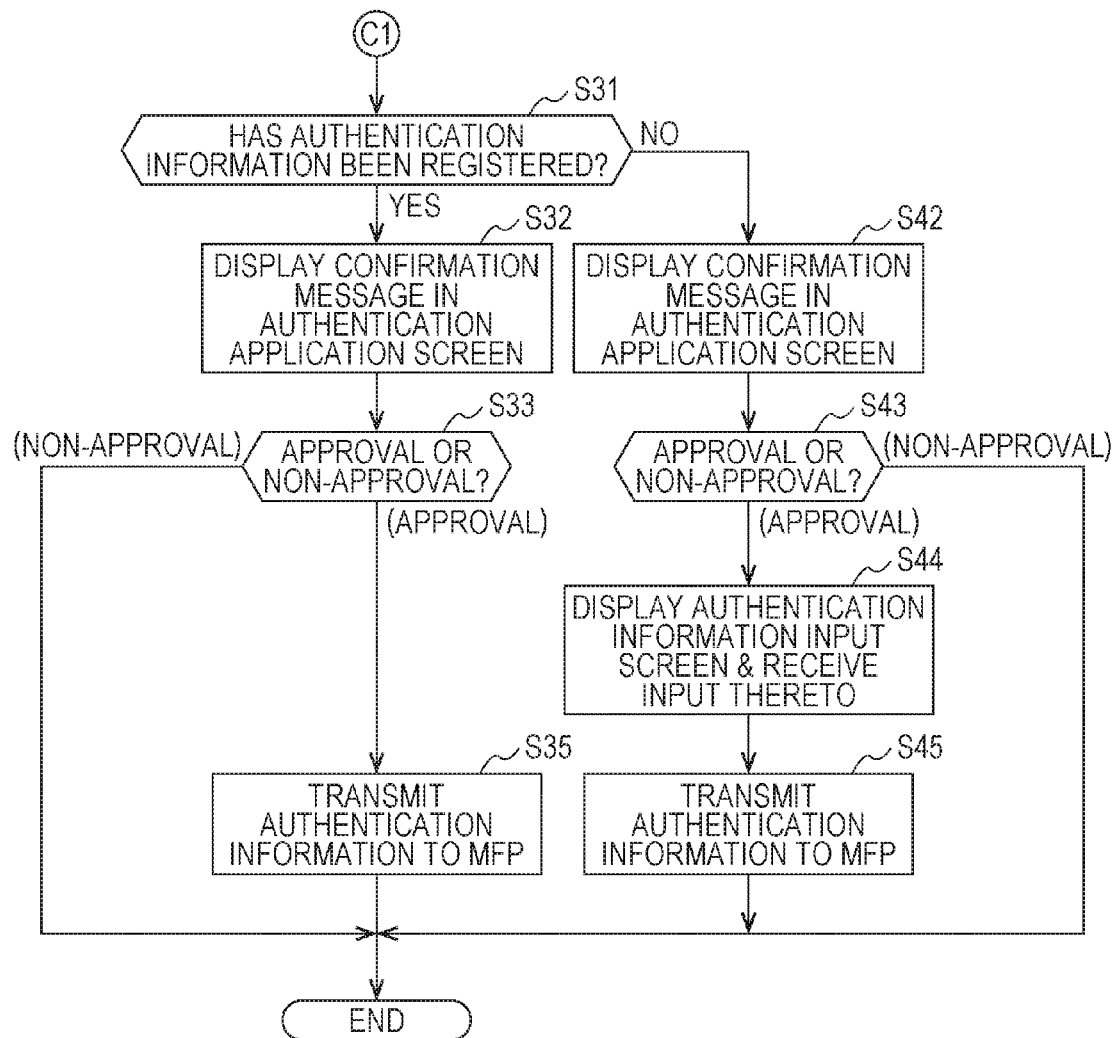 C1
S31
HAS AUTHENTICATION
INFORMATION BEEN REGISTERED?
NO
YES
S32
DISPLAY CONFIRMATION
MESSAGE IN
AUTHENTICATION
APPLICATION SCREEN
S42
DISPLAY CONFIRMATION
MESSAGE IN
AUTHENTICATION
APPLICATION SCREEN
S33
(NON-APPROVAL)
APPROVAL OR
NON-APPROVAL?
(APPROVAL)
S43
APPROVAL OR
NON-APPROVAL?
(NON-APPROVAL)
(APPROVAL)
S44
DISPLAY AUTHENTICATION
INFORMATION INPUT
SCREEN & RECEIVE
INPUT THERETO
S35
TRANSMIT
AUTHENTICATION
INFORMATION TO MFP
S45
TRANSMIT
AUTHENTICATION
INFORMATION TO MFP
END